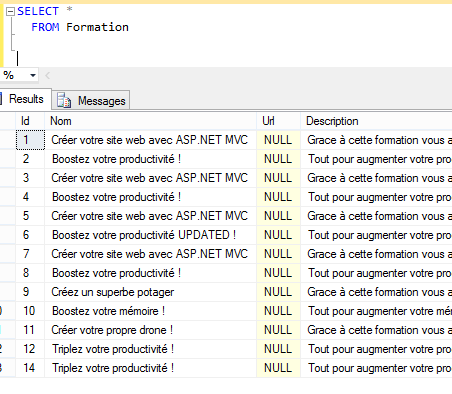 SELECT *
FROM Formation
%
Results Messages
Id Nom Url Description
1 Créer votre site web avec ASP.NET MVC NULL Grace à cette formation vous a
2 Boostez votre productivité ! NULL Tout pour augmenter votre pro
3 Créer votre site web avec ASP.NET MVC NULL Grace à cette formation vous a
4 Boostez votre productivité ! NULL Tout pour augmenter votre pro
5 Créer votre site web avec ASP.NET MVC NULL Grace à cette formation vous a
6 Boostez votre productivité UPDATED ! NULL Tout pour augmenter votre pro
7 Créer votre site web avec ASP.NET MVC NULL Grace à cette formation vous a
8 Boostez votre productivité ! NULL Tout pour augmenter votre pro
9 Créez un superbe potager NULL Grace à cette formation vous a
10 Boostez votre mémoire ! NULL Tout pour augmenter votre mé
11 Créer votre propre drone ! NULL Grace à cette formation vous a
12 Triplez votre productivité ! NULL Tout pour augmenter votre pro
14 Triplez votre productivité ! NULL Tout pour augmenter votre pro